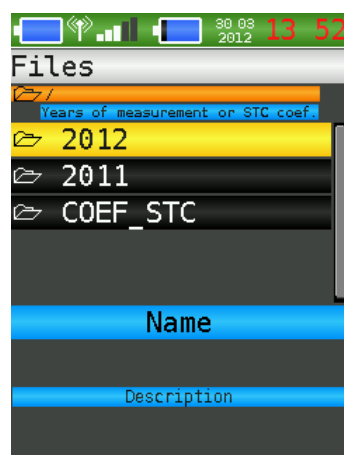 30 03
2012
13 52
Files
/
Years of measurement or STC coef.
2012
2011
COEF_STC
Name
Description